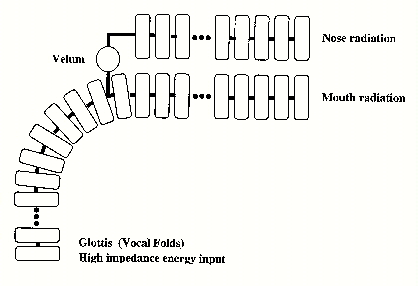 Nose radiation
Velum
Mouth radiation
Glottis (Vocal Folds)
High impedance energy input